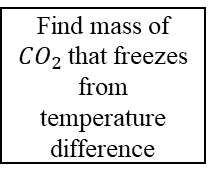 Find mass of
𝐶𝑂₂ that freezes
from
temperature
difference